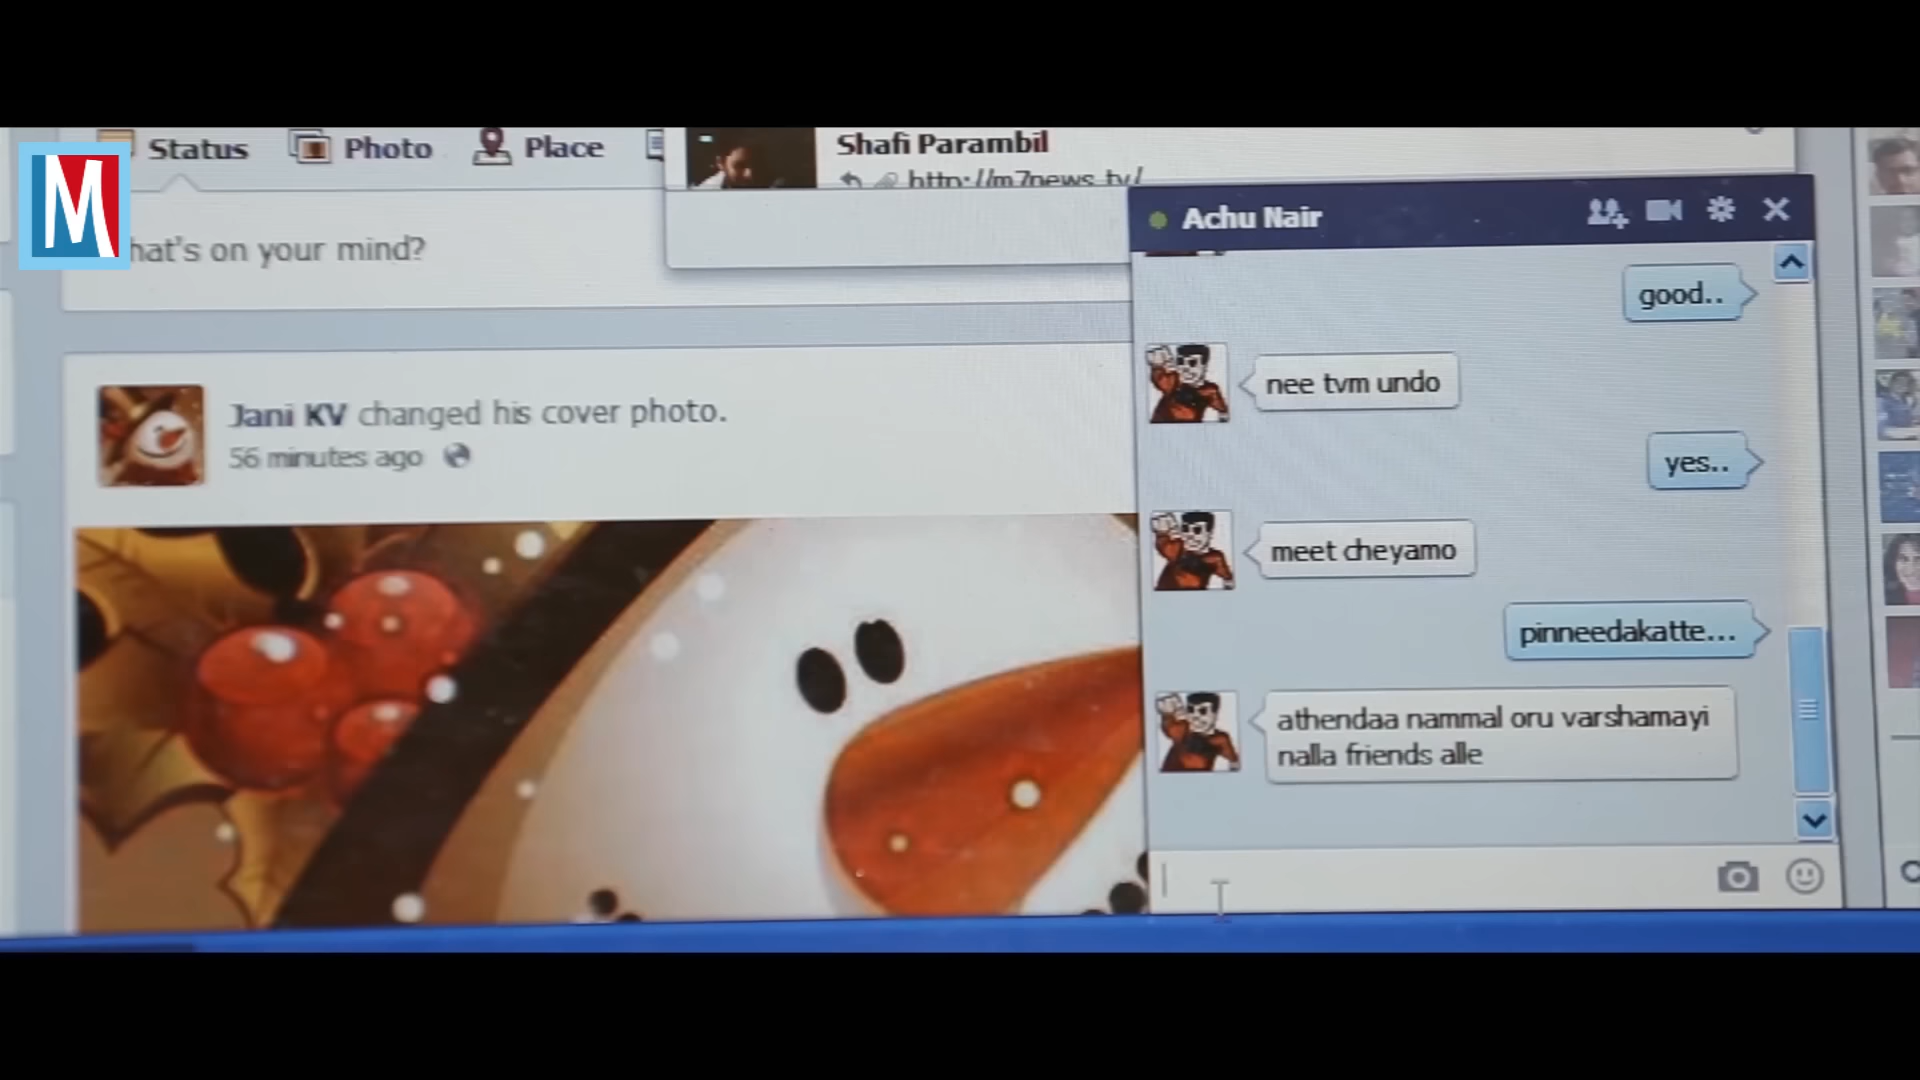 Status
Photo
Place
Shafi Parambil
http://m7news.tv/
M
hat's on your mind?
Jani KV changed his cover photo.
56 minutes ago
Achu Nair
good..
nee tvm undo
yes..
meet cheyamo
pinneedakatte...
athendaa nammal oru varshamayi
nalla friends alle